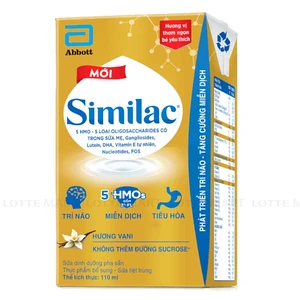 Hương vị
thơm ngon
bé yêu thích
Abbott
MỚI
Similac
5 HMO - 5 LOẠI OLIGOSACCHARIDES CÓ
TRONG SỮA MẸ, Gangliosides,
Lutein, DHA, Vitamin E tự nhiên,
Nucleotides, FOS
5 HMOs
TRÍ NÃO
MIỄN DỊCH
TIÊU HÓA
HƯƠNG VANI
KHÔNG THÊM ĐƯỜNG SUCROSE*
Sữa dinh dưỡng pha sẵn
Thực phẩm bổ sung - Sữa tiệt trùng
Thể tích thực: 110 ml
PHÁT TRIỂN TRÍ NÃO - TĂNG CƯỜNG MIỄN DỊCH